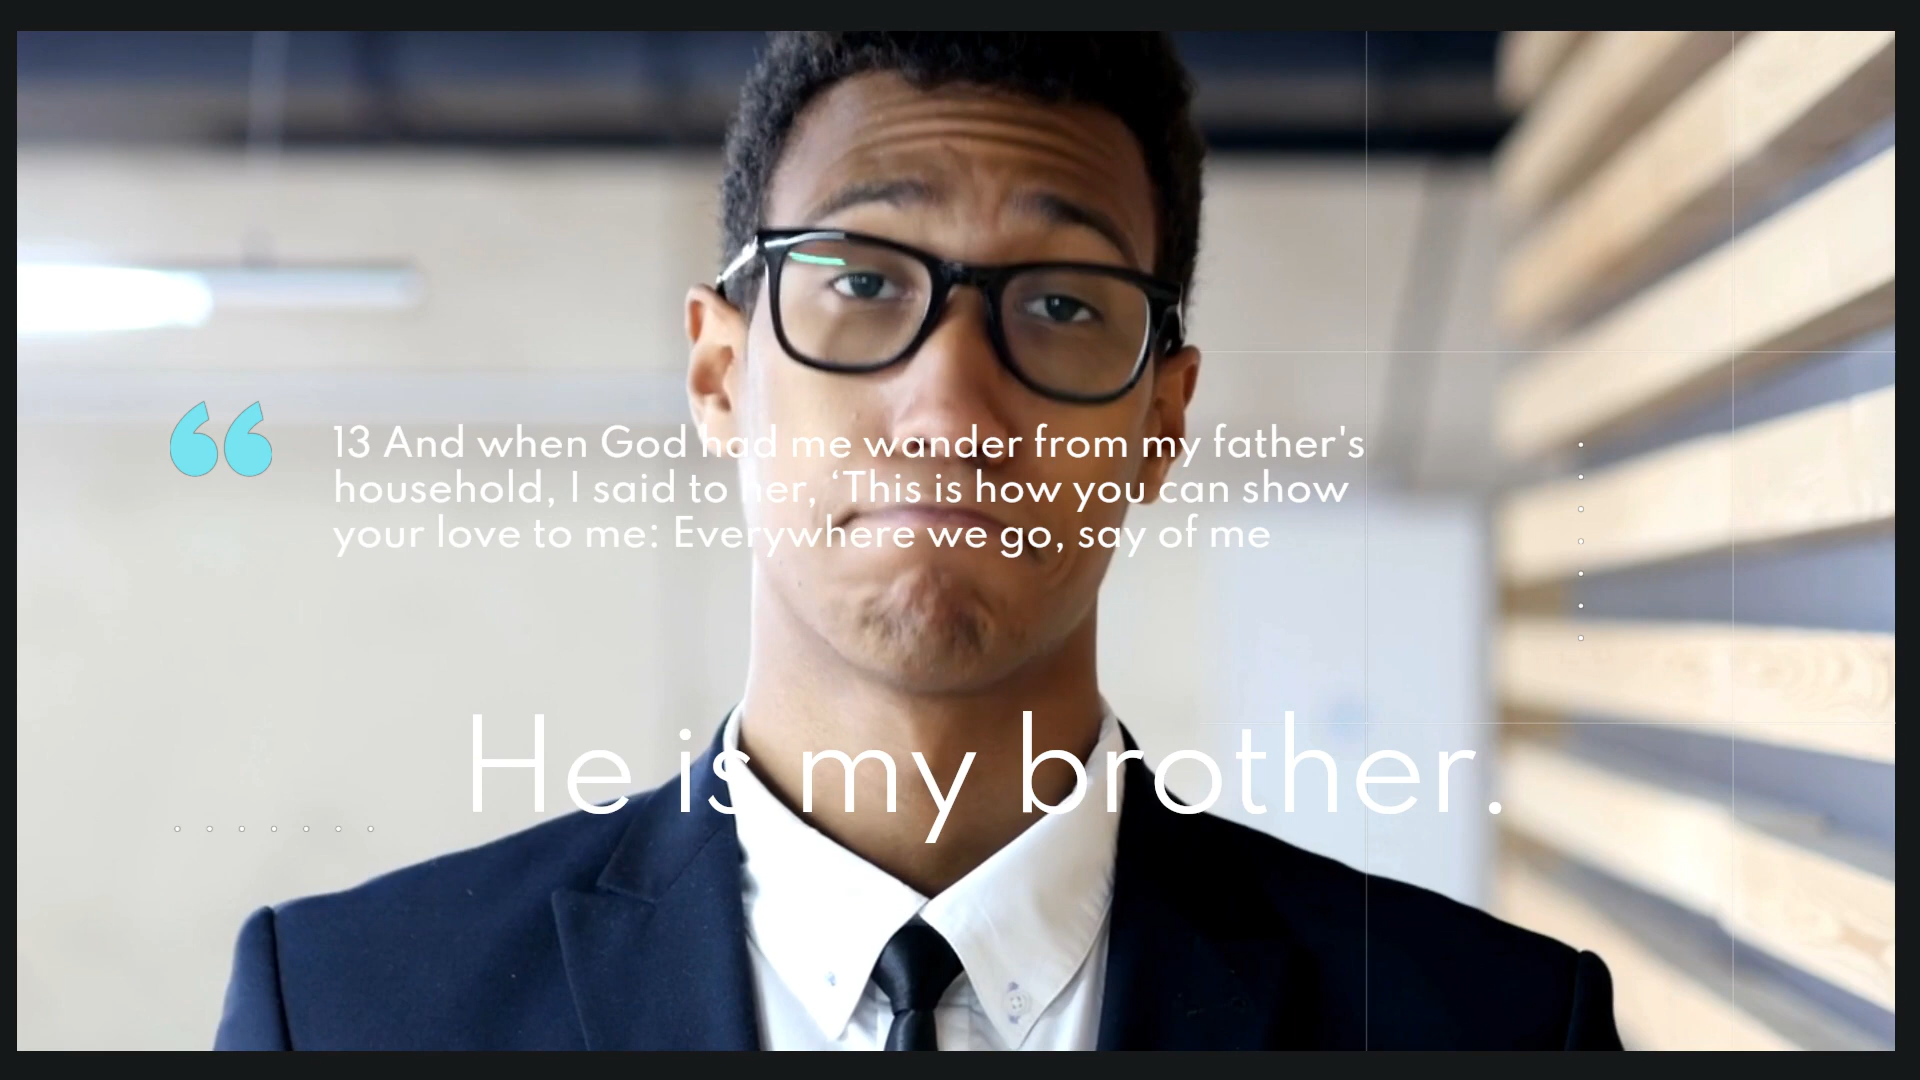 “
13 And when God had me wander from my father's
household, I said to her, ‘This is how you can show
your love to me: Everywhere we go, say of me
He is my brother.